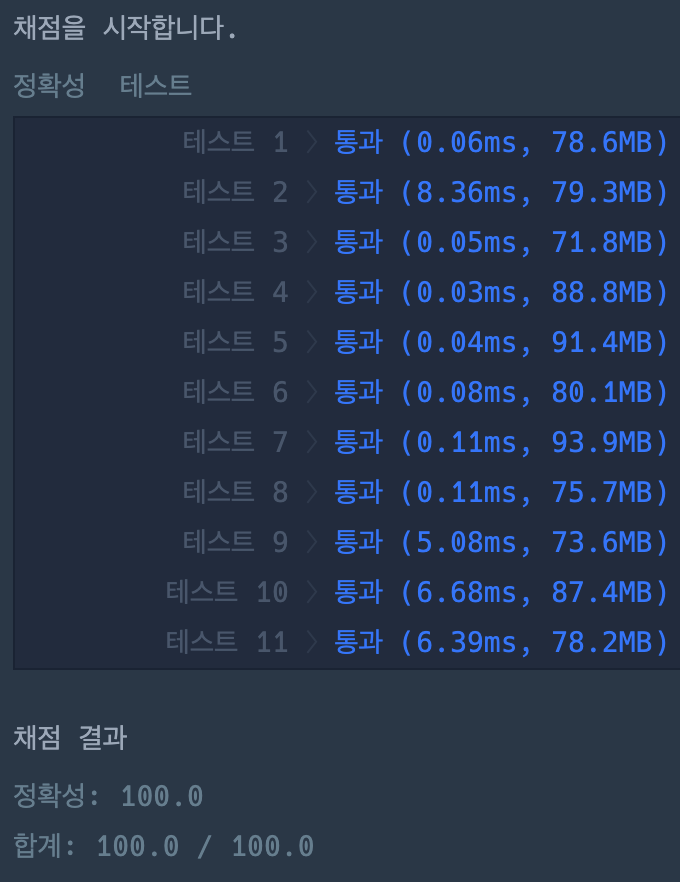 채점을 시작합니다.
정확성 테스트
테스트 1 〉 통과 (0.06ms, 78.6MB)
테스트 2 〉 통과 (8.36ms, 79.3MB)
테스트 3 〉 통과 (0.05ms, 71.8MB)
테스트 4 〉 통과 (0.03ms, 88.8MB)
테스트 5 〉 통과 (0.04ms, 91.4MB)
테스트 6 〉 통과 (0.08ms, 80.1MB)
테스트 7 〉 통과 (0.11ms, 93.9MB)
테스트 8 〉 통과 (0.11ms, 75.7MB)
테스트 9 〉 통과 (5.08ms, 73.6MB)
테스트 10 〉 통과 (6.68ms, 87.4MB)
테스트 11 〉 통과 (6.39ms, 78.2MB)
채점 결과
정확성: 100.0
합계: 100.0 / 100.0